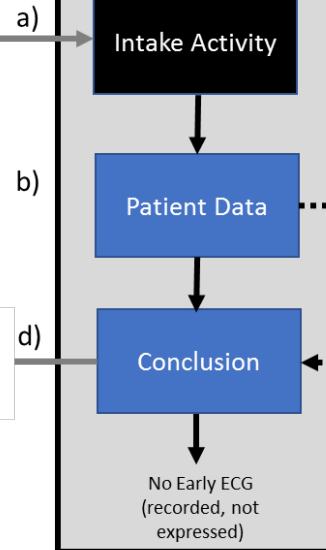 a)
Intake Activity
b)
Patient Data
d)
Conclusion
No Early ECG
(recorded, not
expressed)